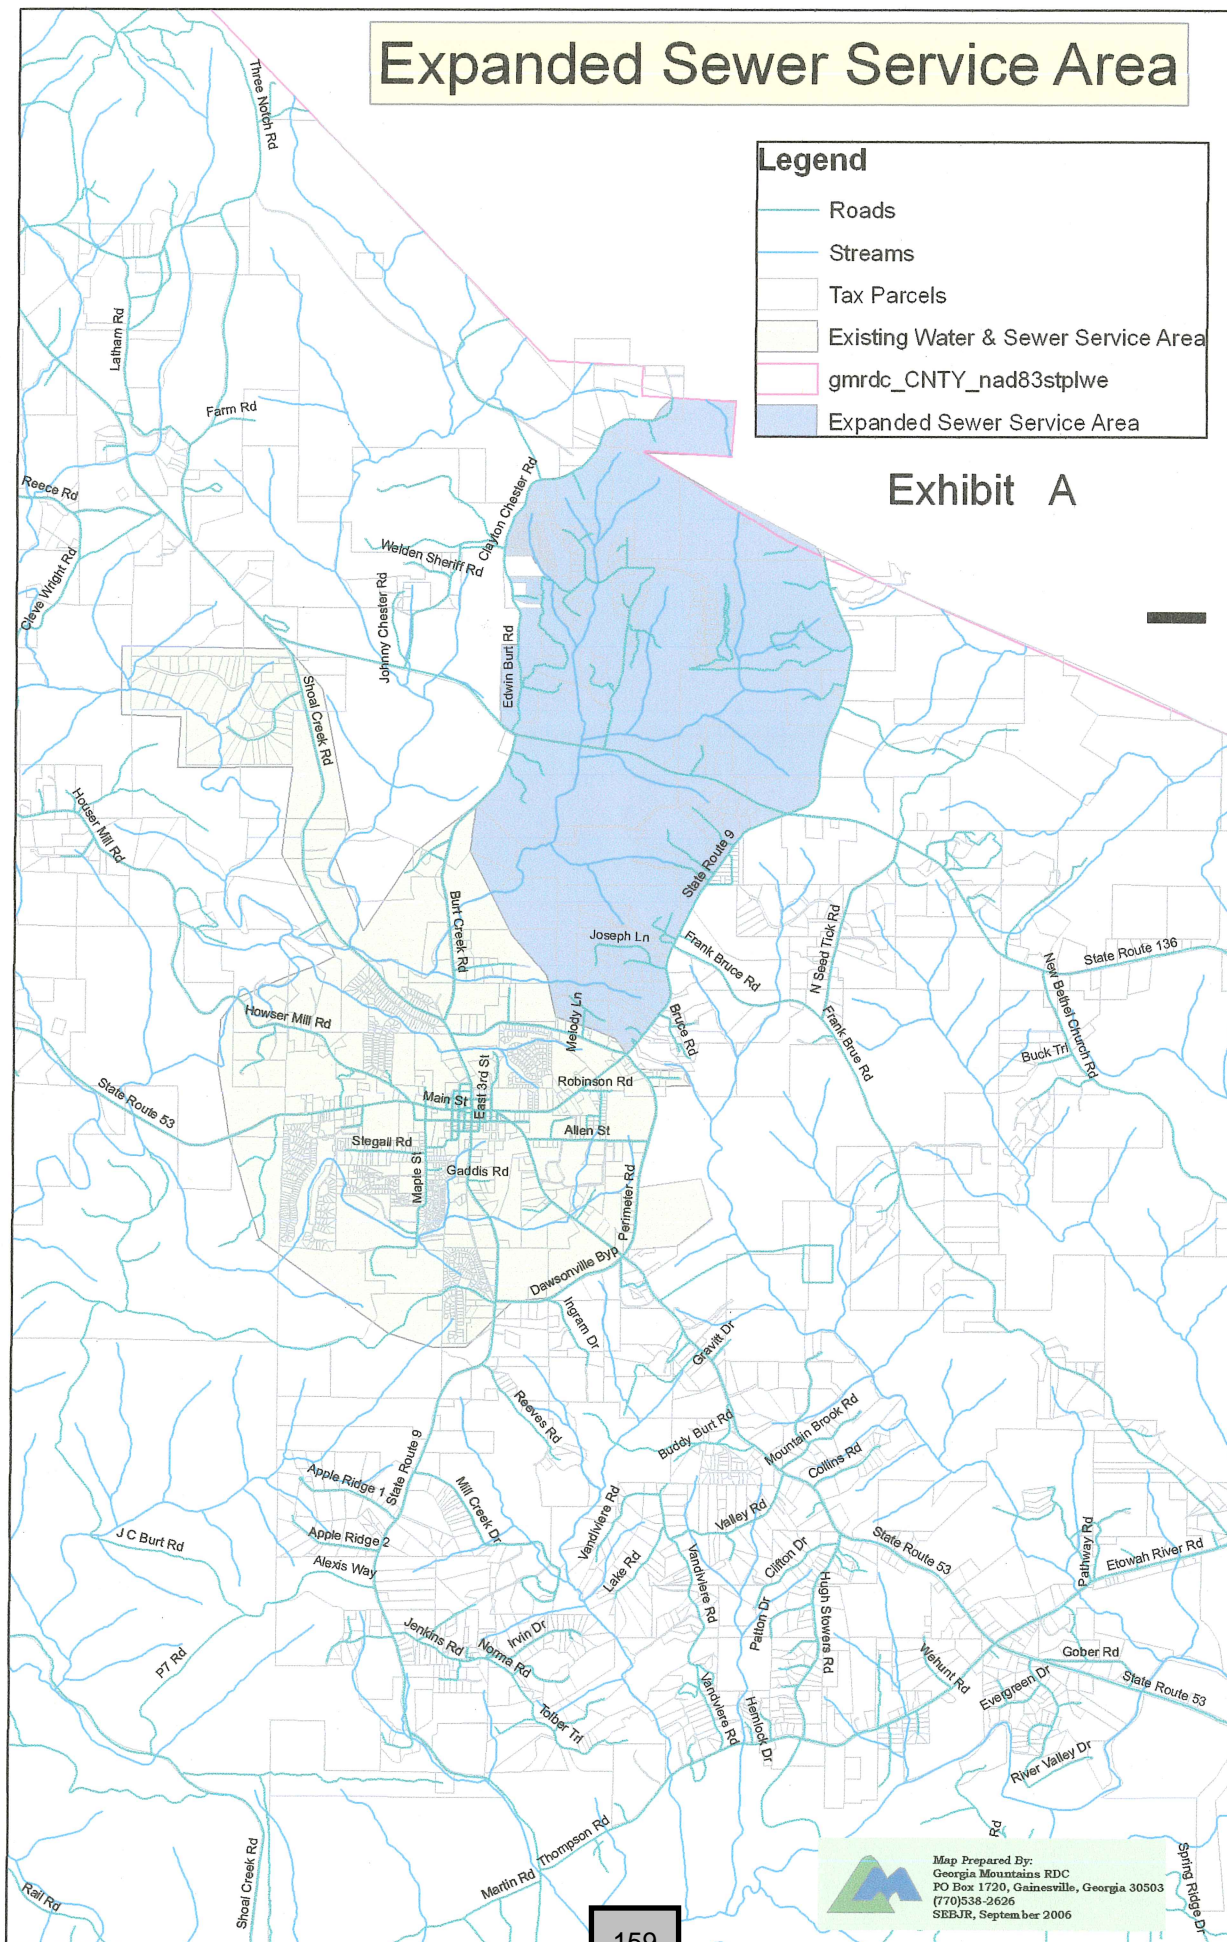 Expanded Sewer Service Area
Legend
Roads
Streams
Tax Parcels
Existing Water & Sewer Service Area
gmrdc_CNTY_nad83stplwe
Expanded Sewer Service Area
Exhibit A
Three Notch Rd
Latham Rd
Farm Rd
Reece Rd
Cleve Wright Rd
Clayton Chester Rd
Welden Sheriff Rd
Johnny Chester Rd
Edwin Burt Rd
Shoal Creek Rd
Houser Mill Rd
State Route 9
Burt Creek Rd
Joseph Ln
Frank Bruce Rd
N Seed Tick Rd
State Route 136
New Bethel Church Rd
Melody Ln
Bruce Rd
Frank Brue Rd
Buck Trl
Howser Mill Rd
State Route 53
East 3rd St
Robinson Rd
Main St
Allen St
Stegall Rd
Maple St
Gaddis Rd
Perimeter Rd
Dawsonville Byp
Ingram Dr
Gravitt Dr
Reeves Rd
Buddy Burt Rd
Mountain Brook Rd
Collins Rd
State Route 9
Apple Ridge 1
Mill Creek Dr
Vandiviere Rd
Valley Rd
Apple Ridge 2
J C Burt Rd
Alexis Way
Lake Rd
Vandiviere Rd
Clifton Dr
State Route 53
Pathway Rd
Etowah River Rd
Patton Dr
Hugh Stowers Rd
Jenkins Rd
Irvin Dr
Norma Rd
P7 Rd
Wehunt Rd
Gober Rd
Evergreen Dr
State Route 53
Tolber Trl
Vandviere Rd
Hemlock Dr
River Valley Dr
Thompson Rd
Martin Rd
Shoal Creek Rd
Rail Rd
Rd
Spring Ridge Dr
Map Prepared By:
Georgia Mountains RDC
PO Box 1720, Gainesville, Georgia 30503
(770)538-2626
SEBJR, September 2006
159